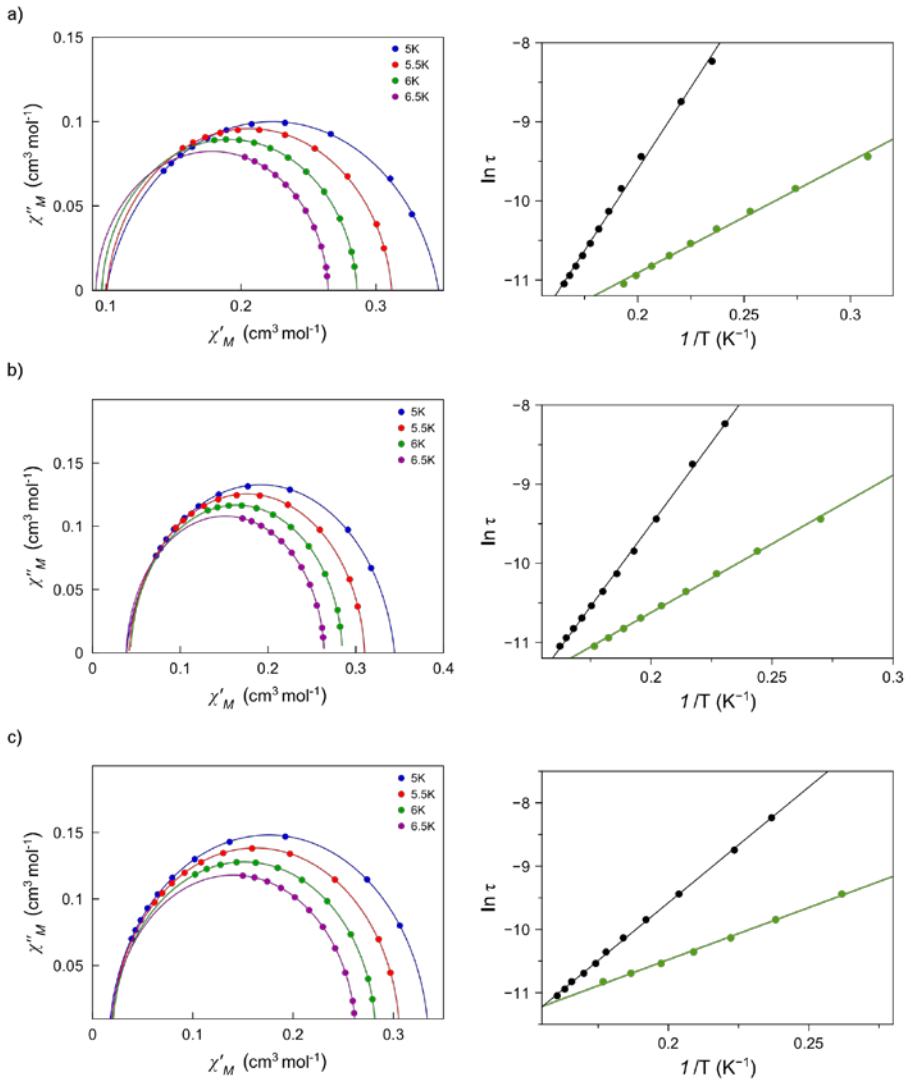 a)
0.15
0.1
0.05
0
0.1
0.2
0.3
5K
5.5K
6K
6.5K
χ″M (cm³ mol⁻¹)
χ′M (cm³ mol⁻¹)
−8
−9
−10
−11
0.2
0.25
0.3
ln τ
1/T (K⁻¹)
b)
0.15
0.1
0.05
0
0
0.1
0.2
0.3
0.4
5K
5.5K
6K
6.5K
χ″M (cm³ mol⁻¹)
χ′M (cm³ mol⁻¹)
−8
−9
−10
−11
0.2
0.25
0.3
ln τ
1/T (K⁻¹)
c)
0.15
0.1
0.05
0
0.1
0.2
0.3
5K
5.5K
6K
6.5K
χ″M (cm³ mol⁻¹)
χ′M (cm³ mol⁻¹)
−8
−9
−10
−11
0.2
0.25
ln τ
1/T (K⁻¹)